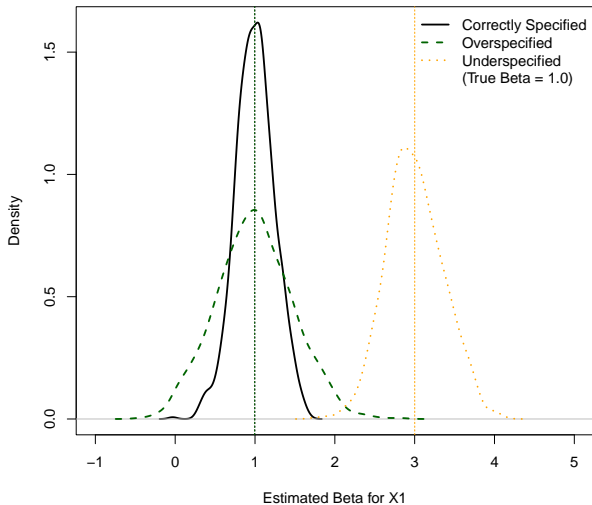 Correctly Specified
Overspecified
Underspecified
(True Beta = 1.0)
Density
1.5
1.0
0.5
0.0
−1 0 1 2 3 4 5
Estimated Beta for X1